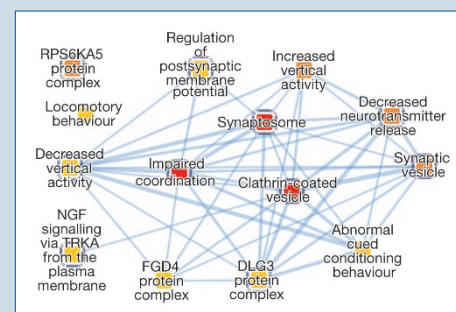 RPS6KA5
protein
complex
Regulation
of
postsynaptic
membrane
potential
Increased
vertical
activity
Locomotory
behaviour
Synaptosome
Decreased
neurotransmitter
release
Decreased
vertical
activity
Impaired
coordination
Clathrin-coated
vesicle
Synaptic
vesicle
NGF
signalling
via TRKA
from the
plasma
membrane
FGD4
protein
complex
DLG3
protein
complex
Abnormal
cued
conditioning
behaviour